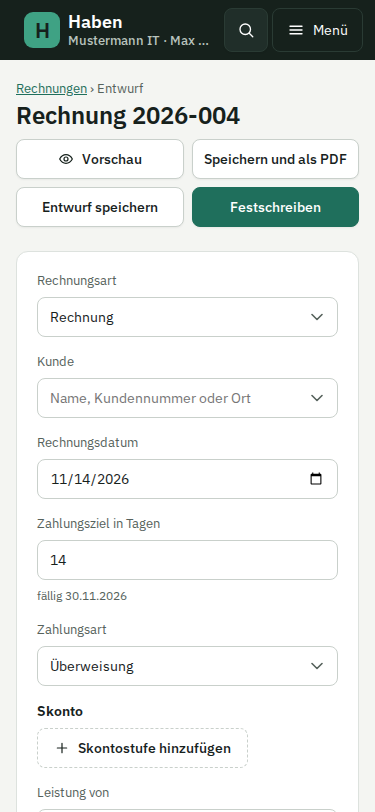 H
Haben
Mustermann IT · Max ...
Menü
Rechnungen › Entwurf
Rechnung 2026-004
Vorschau
Speichern und als PDF
Entwurf speichern
Festschreiben
Rechnungsart
Rechnung
Kunde
Name, Kundennummer oder Ort
Rechnungsdatum
11/14/2026
Zahlungsziel in Tagen
14
fällig 30.11.2026
Zahlungsart
Überweisung
Skonto
Skontostufe hinzufügen
Leistung von